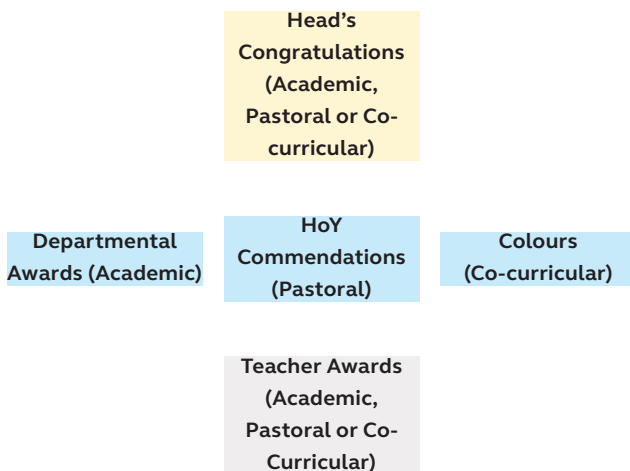 Head's
Congratulations
(Academic,
Pastoral or Co-
curricular)
Departmental
Awards (Academic)
HoY
Commendations
(Pastoral)
Colours
(Co-curricular)
Teacher Awards
(Academic,
Pastoral or Co-
Curricular)